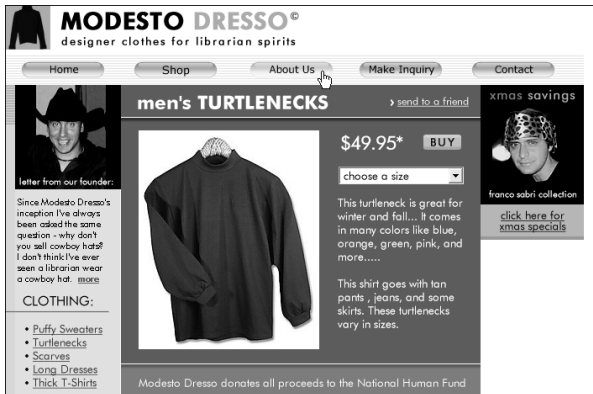 MODESTO DRESSO©
designer clothes for librarian spirits
Home
Shop
About Us
Make Inquiry
Contact
letter from our founder:
Since Modesto Dresso's
inception I've always
been asked the same
question - why don't
you sell cowboy hats?
I don't think I've ever
seen a librarian wear
a cowboy hat. more
CLOTHING:
• Puffy Sweaters
• Turtlenecks
• Scarves
• Long Dresses
• Thick T-Shirts
men's TURTLENECKS
› send to a friend
$49.95*
BUY
choose a size
This turtleneck is great for
winter and fall... It comes
in many colors like blue,
orange, green, pink, and
more.....
This shirt goes with tan
pants , jeans, and some
skirts. These turtlenecks
vary in sizes.
Modesto Dresso donates all proceeds to the National Human Fund
xmas savings
franco sabri collection
click here for
xmas specials